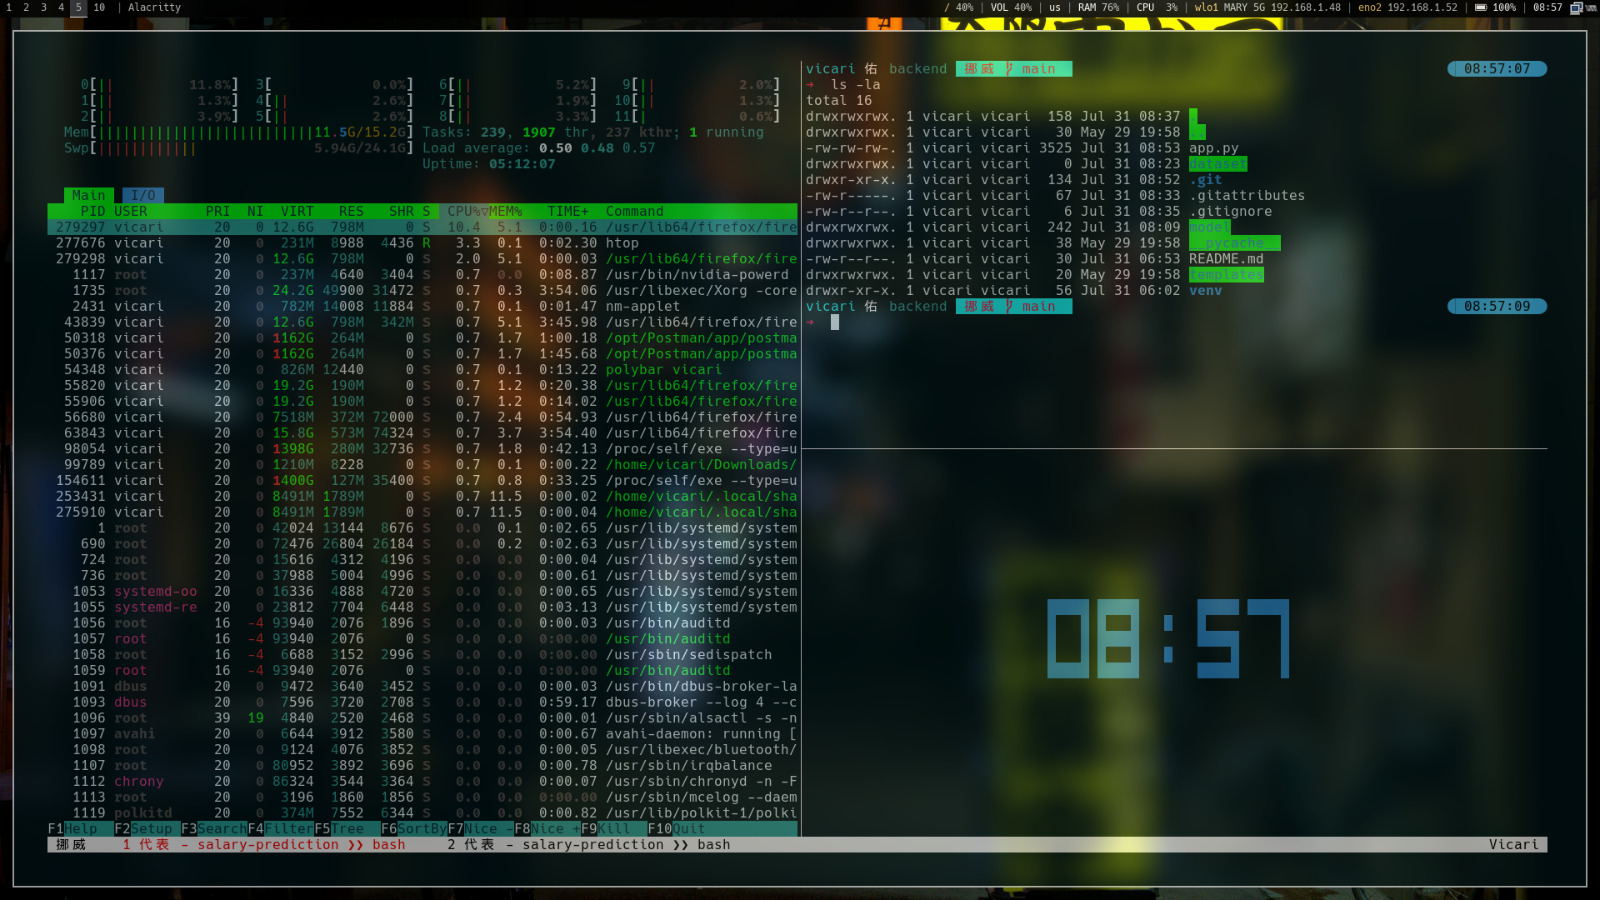 1 2 3 4 5 10 | Alacritty
/ 40% | VOL 40% | us | RAM 76% | CPU 3% | wlo1 MARY 5G 192.168.1.48 | eno2 192.168.1.52 | 100% | 08:57
0[|| 11.8%] 3[ 0.0%] 6[|| 5.2%] 9[|| 2.0%]
1[|| 1.3%] 4[|| 2.6%] 7[|| 1.9%] 10[|| 1.3%]
2[|| 3.9%] 5[|| 2.6%] 8[|| 3.3%] 11[| 0.6%]
Mem[||||||||||||||||||||||||||11.5G/15.2G] Tasks: 239, 1907 thr, 237 kthr; 1 running
Swp[|||||||||||| 5.94G/24.1G] Load average: 0.50 0.48 0.57
Uptime: 05:12:07
Main I/O
PID USER PRI NI VIRT RES SHR S CPU%▽MEM% TIME+ Command
279297 vicari 20 0 12.6G 798M 0 S 10.4 5.1 0:00.16 /usr/lib64/firefox/fire
277676 vicari 20 0 231M 8988 4436 R 3.3 0.1 0:02.30 htop
279298 vicari 20 0 12.6G 798M 0 S 2.0 5.1 0:00.03 /usr/lib64/firefox/fire
1117 root 20 0 237M 4640 3404 S 0.7 0.0 0:08.87 /usr/bin/nvidia-powerd
1735 root 20 0 24.2G 49900 31472 S 0.7 0.3 3:54.06 /usr/libexec/Xorg -core
2431 vicari 20 0 782M 14008 11884 S 0.7 0.1 0:01.47 nm-applet
43839 vicari 20 0 12.6G 798M 342M S 0.7 5.1 3:45.98 /usr/lib64/firefox/fire
50318 vicari 20 0 1162G 264M 0 S 0.7 1.7 1:00.18 /opt/Postman/app/postma
50376 vicari 20 0 1162G 264M 0 S 0.7 1.7 1:45.68 /opt/Postman/app/postma
54348 vicari 20 0 826M 12440 0 S 0.7 0.1 0:13.22 polybar vicari
55820 vicari 20 0 19.2G 190M 0 S 0.7 1.2 0:20.38 /usr/lib64/firefox/fire
55906 vicari 20 0 19.2G 190M 0 S 0.7 1.2 0:14.02 /usr/lib64/firefox/fire
56680 vicari 20 0 7518M 372M 72000 S 0.7 2.4 0:54.93 /usr/lib64/firefox/fire
63843 vicari 20 0 15.8G 573M 74324 S 0.7 3.7 3:54.40 /usr/lib64/firefox/fire
98054 vicari 20 0 1398G 280M 32736 S 0.7 1.8 0:42.13 /proc/self/exe --type=u
99789 vicari 20 0 1210M 8228 0 S 0.7 0.1 0:00.22 /home/vicari/Downloads/
154611 vicari 20 0 1400G 127M 35400 S 0.7 0.8 0:33.25 /proc/self/exe --type=u
253431 vicari 20 0 8491M 1789M 0 S 0.7 11.5 0:00.02 /home/vicari/.local/sha
275910 vicari 20 0 8491M 1789M 0 S 0.7 11.5 0:00.04 /home/vicari/.local/sha
1 root 20 0 42024 13144 8676 S 0.0 0.1 0:02.65 /usr/lib/systemd/system
690 root 20 0 72476 26804 26184 S 0.0 0.2 0:02.63 /usr/lib/systemd/system
724 root 20 0 15616 4312 4196 S 0.0 0.0 0:00.04 /usr/lib/systemd/system
736 root 20 0 37988 5004 4996 S 0.0 0.0 0:00.61 /usr/lib/systemd/system
1053 systemd-oo 20 0 16336 4888 4720 S 0.0 0.0 0:00.65 /usr/lib/systemd/system
1055 systemd-re 20 0 23812 7704 6448 S 0.0 0.0 0:03.13 /usr/lib/systemd/system
1056 root 16 -4 93940 2076 1896 S 0.0 0.0 0:00.03 /usr/bin/auditd
1057 root 16 -4 93940 2076 0 S 0.0 0.0 0:00.00 /usr/bin/auditd
1058 root 16 -4 6688 3152 2996 S 0.0 0.0 0:00.00 /usr/sbin/sedispatch
1059 root 16 -4 93940 2076 0 S 0.0 0.0 0:00.00 /usr/bin/auditd
1091 dbus 20 0 9472 3640 3452 S 0.0 0.0 0:00.03 /usr/bin/dbus-broker-la
1093 dbus 20 0 7596 3720 2708 S 0.0 0.0 0:59.17 dbus-broker --log 4 --c
1096 root 39 19 4840 2520 2468 S 0.0 0.0 0:00.01 /usr/sbin/alsactl -s -n
1097 avahi 20 0 6644 3912 3580 S 0.0 0.0 0:00.67 avahi-daemon: running [
1098 root 20 0 9124 4076 3852 S 0.0 0.0 0:00.05 /usr/libexec/bluetooth/
1107 root 20 0 80952 3892 3696 S 0.0 0.0 0:00.78 /usr/sbin/irqbalance
1112 chrony 20 0 86324 3544 3364 S 0.0 0.0 0:00.07 /usr/sbin/chronyd -n -F
1113 root 20 0 3196 1860 1856 S 0.0 0.0 0:00.00 /usr/sbin/mcelog --daem
1119 polkitd 20 0 374M 7552 6344 S 0.0 0.0 0:00.82 /usr/lib/polkit-1/polki
F1Help F2Setup F3SearchF4FilterF5Tree F6SortByF7Nice -F8Nice +F9Kill F10Quit
vicari 佑 backend 挪威 main 08:57:07
➜ ls -la
total 16
drwxrwxrwx. 1 vicari vicari 158 Jul 31 08:37 .
drwxrwxrwx. 1 vicari vicari 30 May 29 19:58 ..
-rw-rw-rw-. 1 vicari vicari 3525 Jul 31 08:53 app.py
drwxrwxrwx. 1 vicari vicari 0 Jul 31 08:23 dataset
drwxr-xr-x. 1 vicari vicari 134 Jul 31 08:52 .git
-rw-r-----. 1 vicari vicari 67 Jul 31 08:33 .gitattributes
-rw-r--r--. 1 vicari vicari 6 Jul 31 08:35 .gitignore
drwxrwxrwx. 1 vicari vicari 242 Jul 31 08:09 model
drwxrwxrwx. 1 vicari vicari 38 May 29 19:58 __pycache__
-rw-r--r--. 1 vicari vicari 30 Jul 31 06:53 README.md
drwxrwxrwx. 1 vicari vicari 20 May 29 19:58 templates
drwxr-xr-x. 1 vicari vicari 56 Jul 31 06:02 venv
vicari 佑 backend 挪威 main 08:57:09
➜
08:57
挪威 1 代表 - salary-prediction ❯❯ bash 2 代表 - salary-prediction ❯❯ bash Vicari